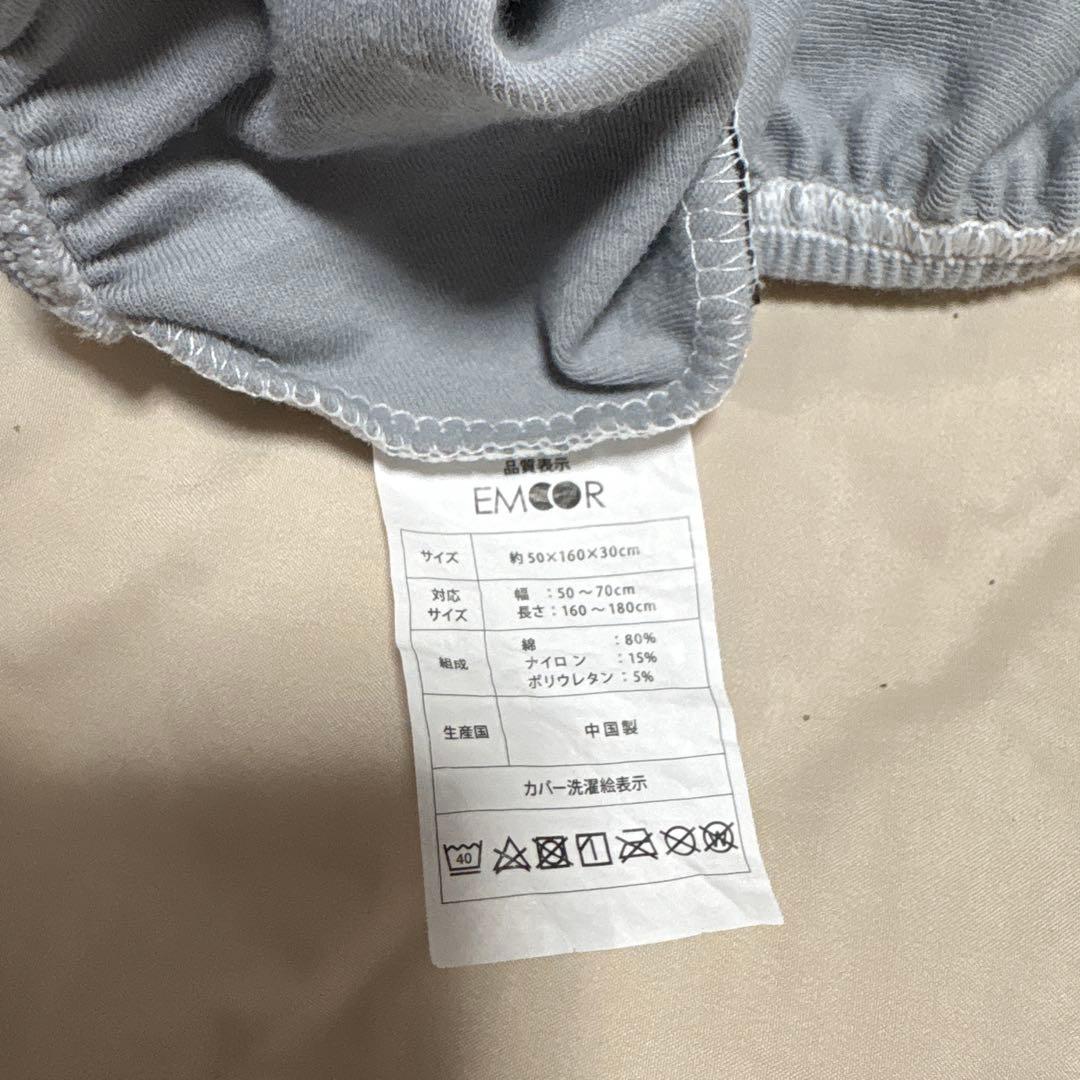 品質表示
EMOOR
サイズ 約50×160×30cm
対応サイズ 幅 :50～70cm
長さ:160～180cm
組成 綿 :80%
ナイロン :15%
ポリウレタン:5%
生産国 中国製
カバー洗濯絵表示
40
W